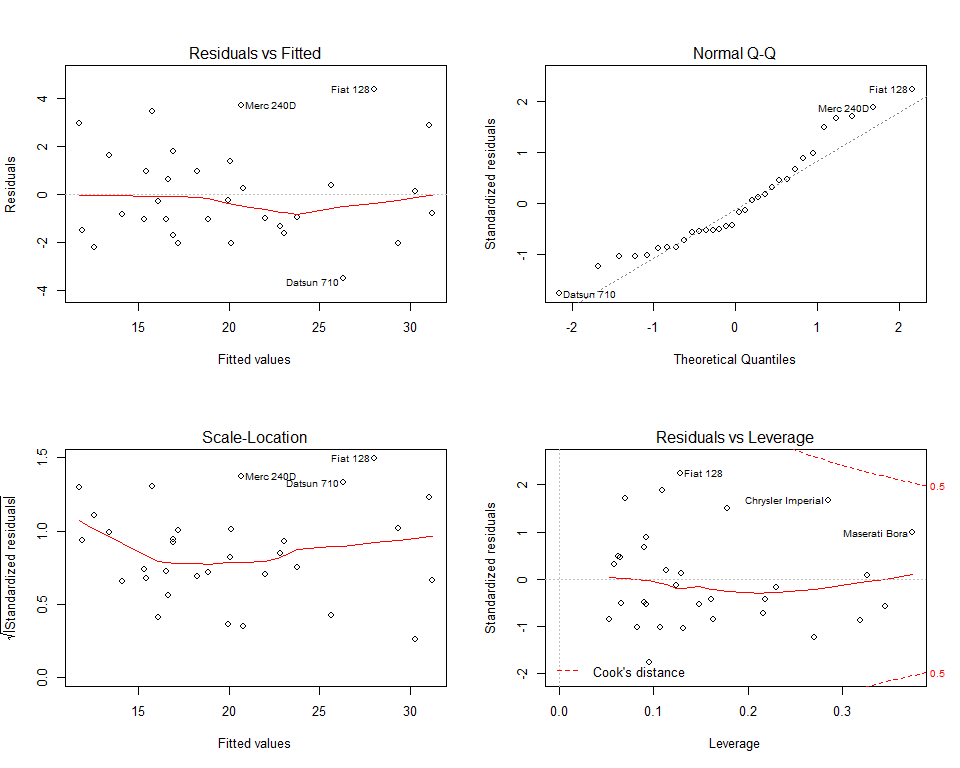 Residuals vs Fitted
Residuals
4
2
0
-2
-4
Fiat 128
Merc 240D
Datsun 710
15 20 25 30
Fitted values
Normal Q-Q
Standardized residuals
2
1
0
-1
Fiat 128
Merc 240D
Datsun 710
-2 -1 0 1 2
Theoretical Quantiles
Scale-Location
√|Standardized residuals|
1.5
1.0
0.5
0.0
Fiat 128
Merc 240D
Datsun 710
15 20 25 30
Fitted values
Residuals vs Leverage
Standardized residuals
2
1
0
-1
-2
Fiat 128
Chrysler Imperial
Maserati Bora
0.5
0.5
Cook's distance
0.0 0.1 0.2 0.3
Leverage